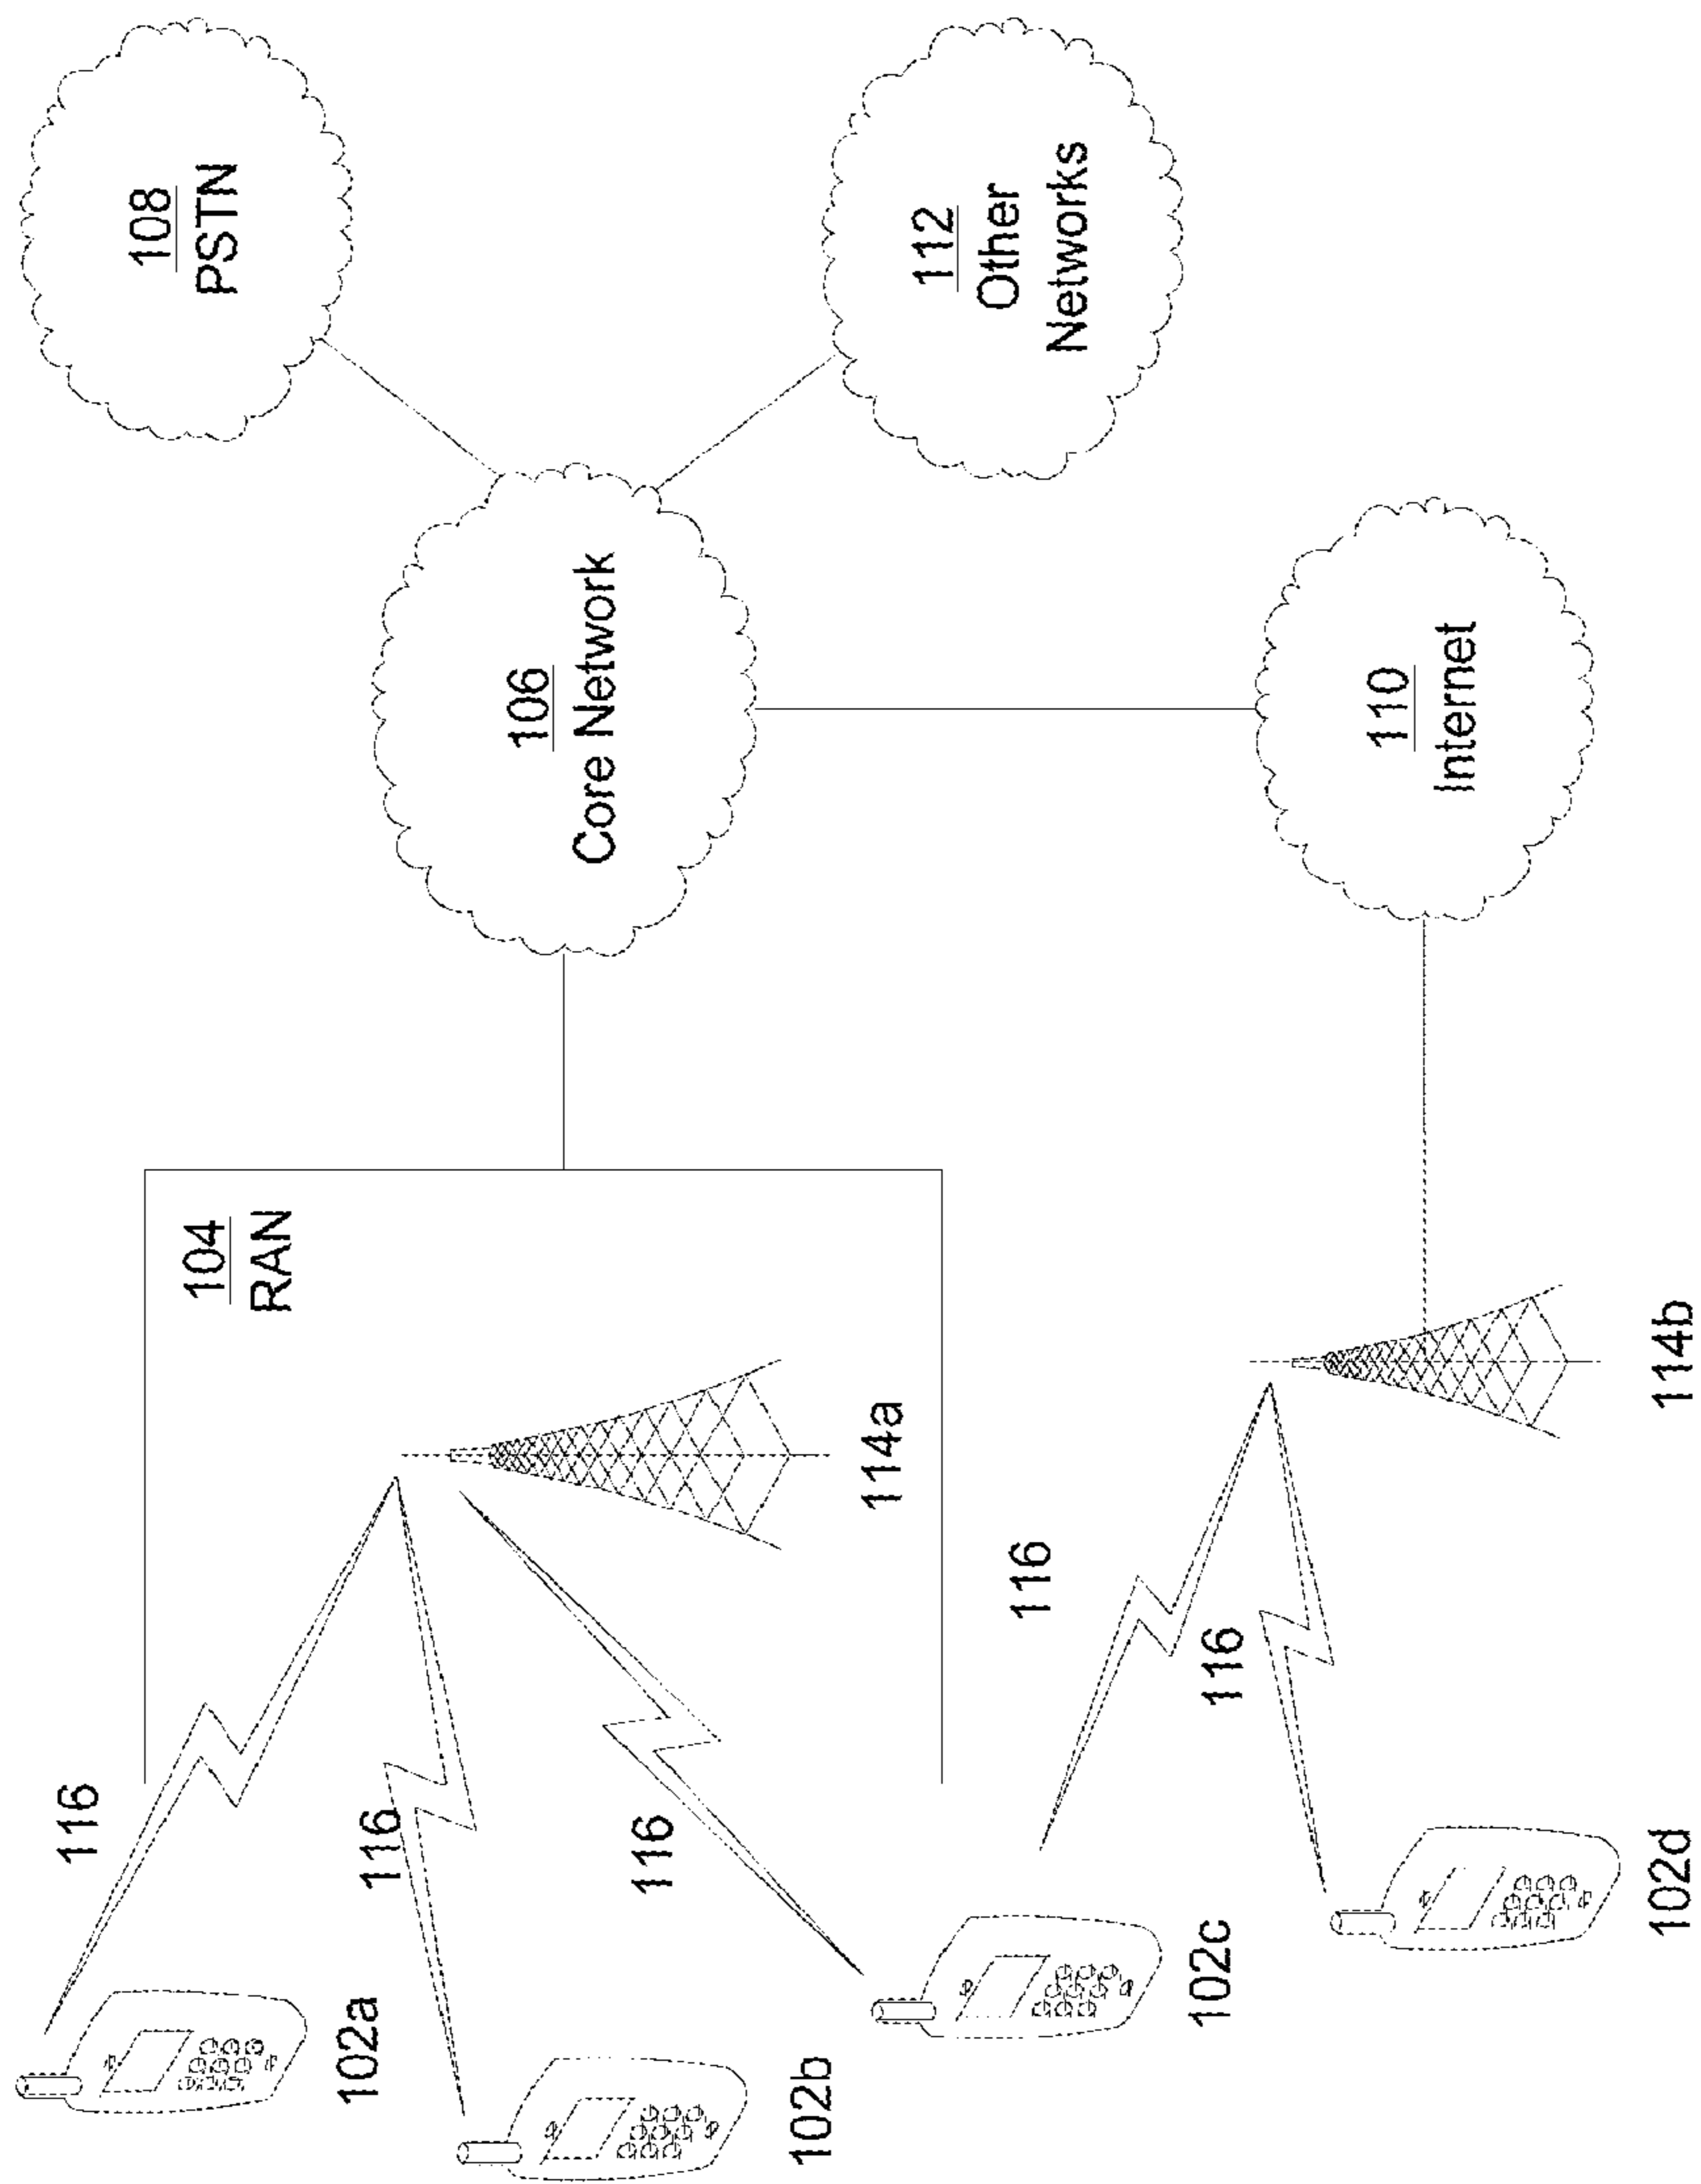 108
PSTN
106
Core Network
112
Other
Networks
104
RAN
110
Internet
114a
114b
116
116
116
116
116
102a
102b
102c
102d